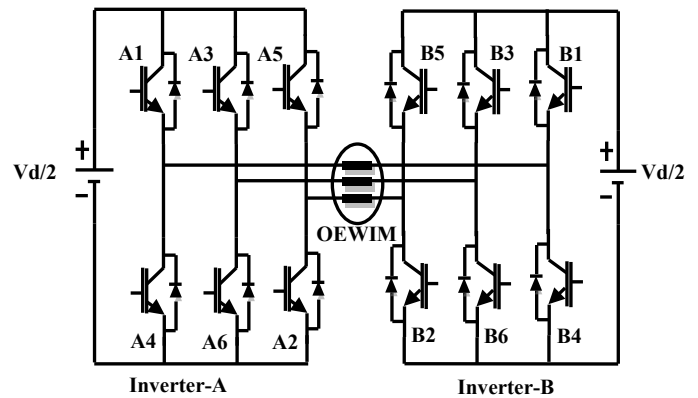 A1 A3 A5 B5 B3 B1
+ +
Vd/2 Vd/2
- -
OEWIM
A4 A6 A2 B2 B6 B4
Inverter-A Inverter-B